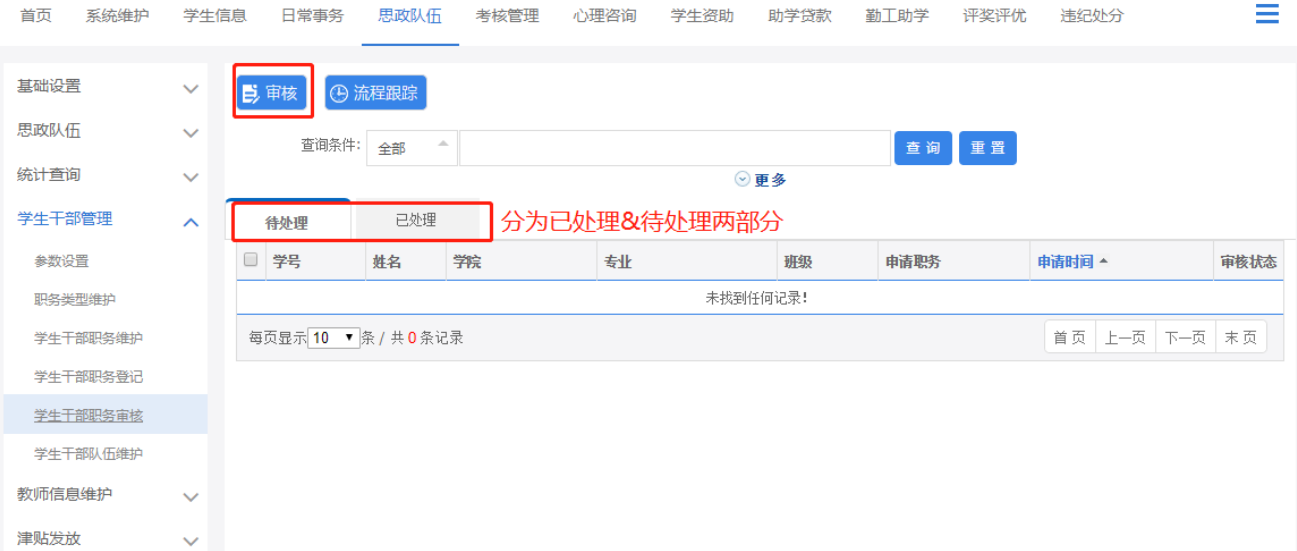 首页 系统维护 学生信息 日常事务 思政队伍 考核管理 心理咨询 学生资助 助学贷款 勤工助学 评奖评优 违纪处分
基础设置
思政队伍
统计查询
学生干部管理
参数设置
职务类型维护
学生干部职务维护
学生干部职务登记
学生干部职务审核
学生干部队伍维护
教师信息维护
津贴发放
审核 流程跟踪
查询条件: 全部 查询 重置
更多
待处理 已处理 分为已处理&待处理两部分
学号 姓名 学院 专业 班级 申请职务 申请时间 审核状态
未找到任何记录!
每页显示 10 条 / 共 0 条记录 首页 上一页 下一页 末页